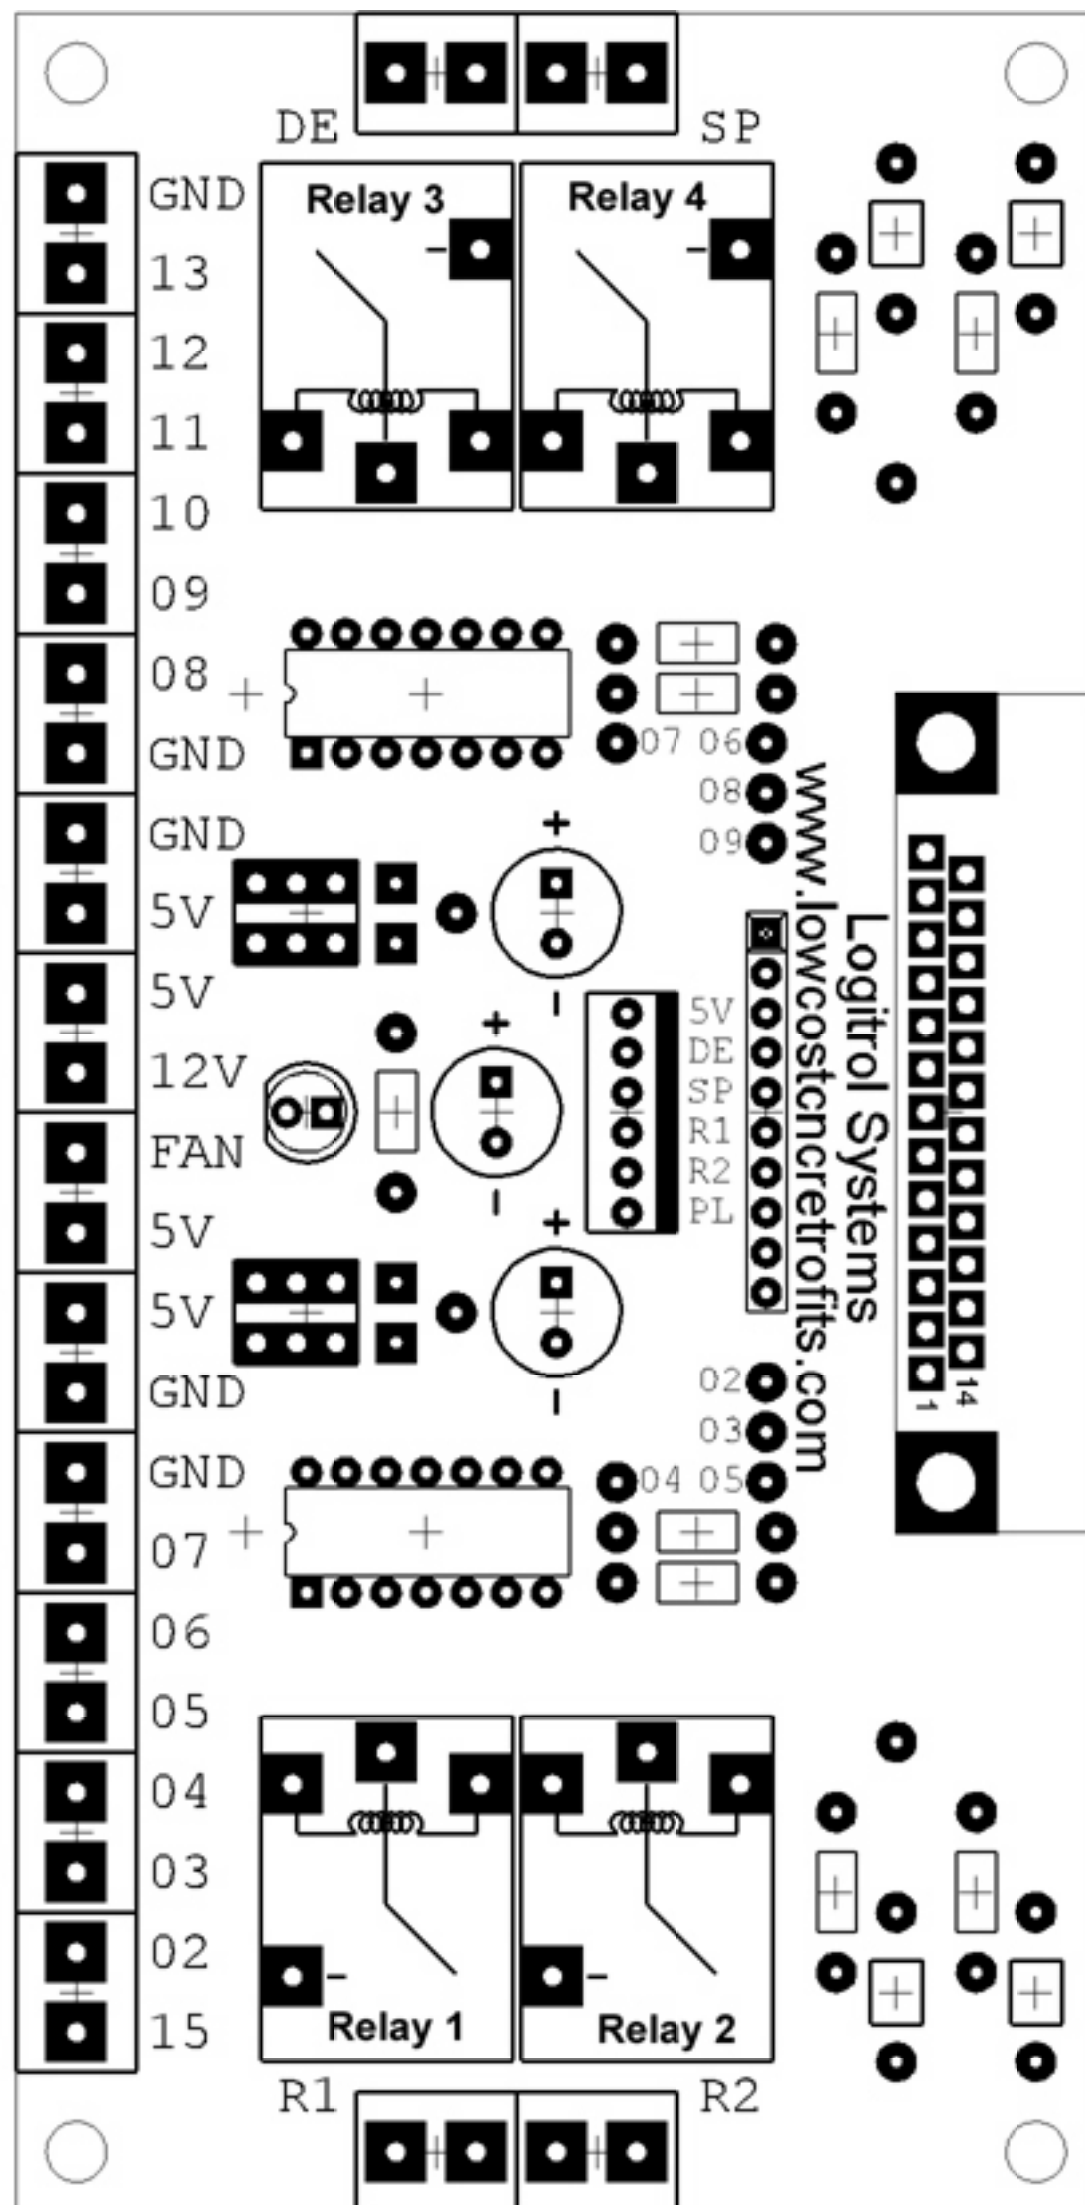 DE
SP
GND
Relay 3
Relay 4
-
-
13
12
11
10
09
08
07 06
GND
08
GND
+
09
5V
-
5V
5V
+
DE
12V
SP
R1
FAN
R2
-
PL
5V
+
5V
-
GND
02
03
GND
04 05
07
06
05
04
03
02
-
-
15
Relay 1
Relay 2
R1
R2
www.lowcostcncretrofits.com
Logitrol Systems
1
14